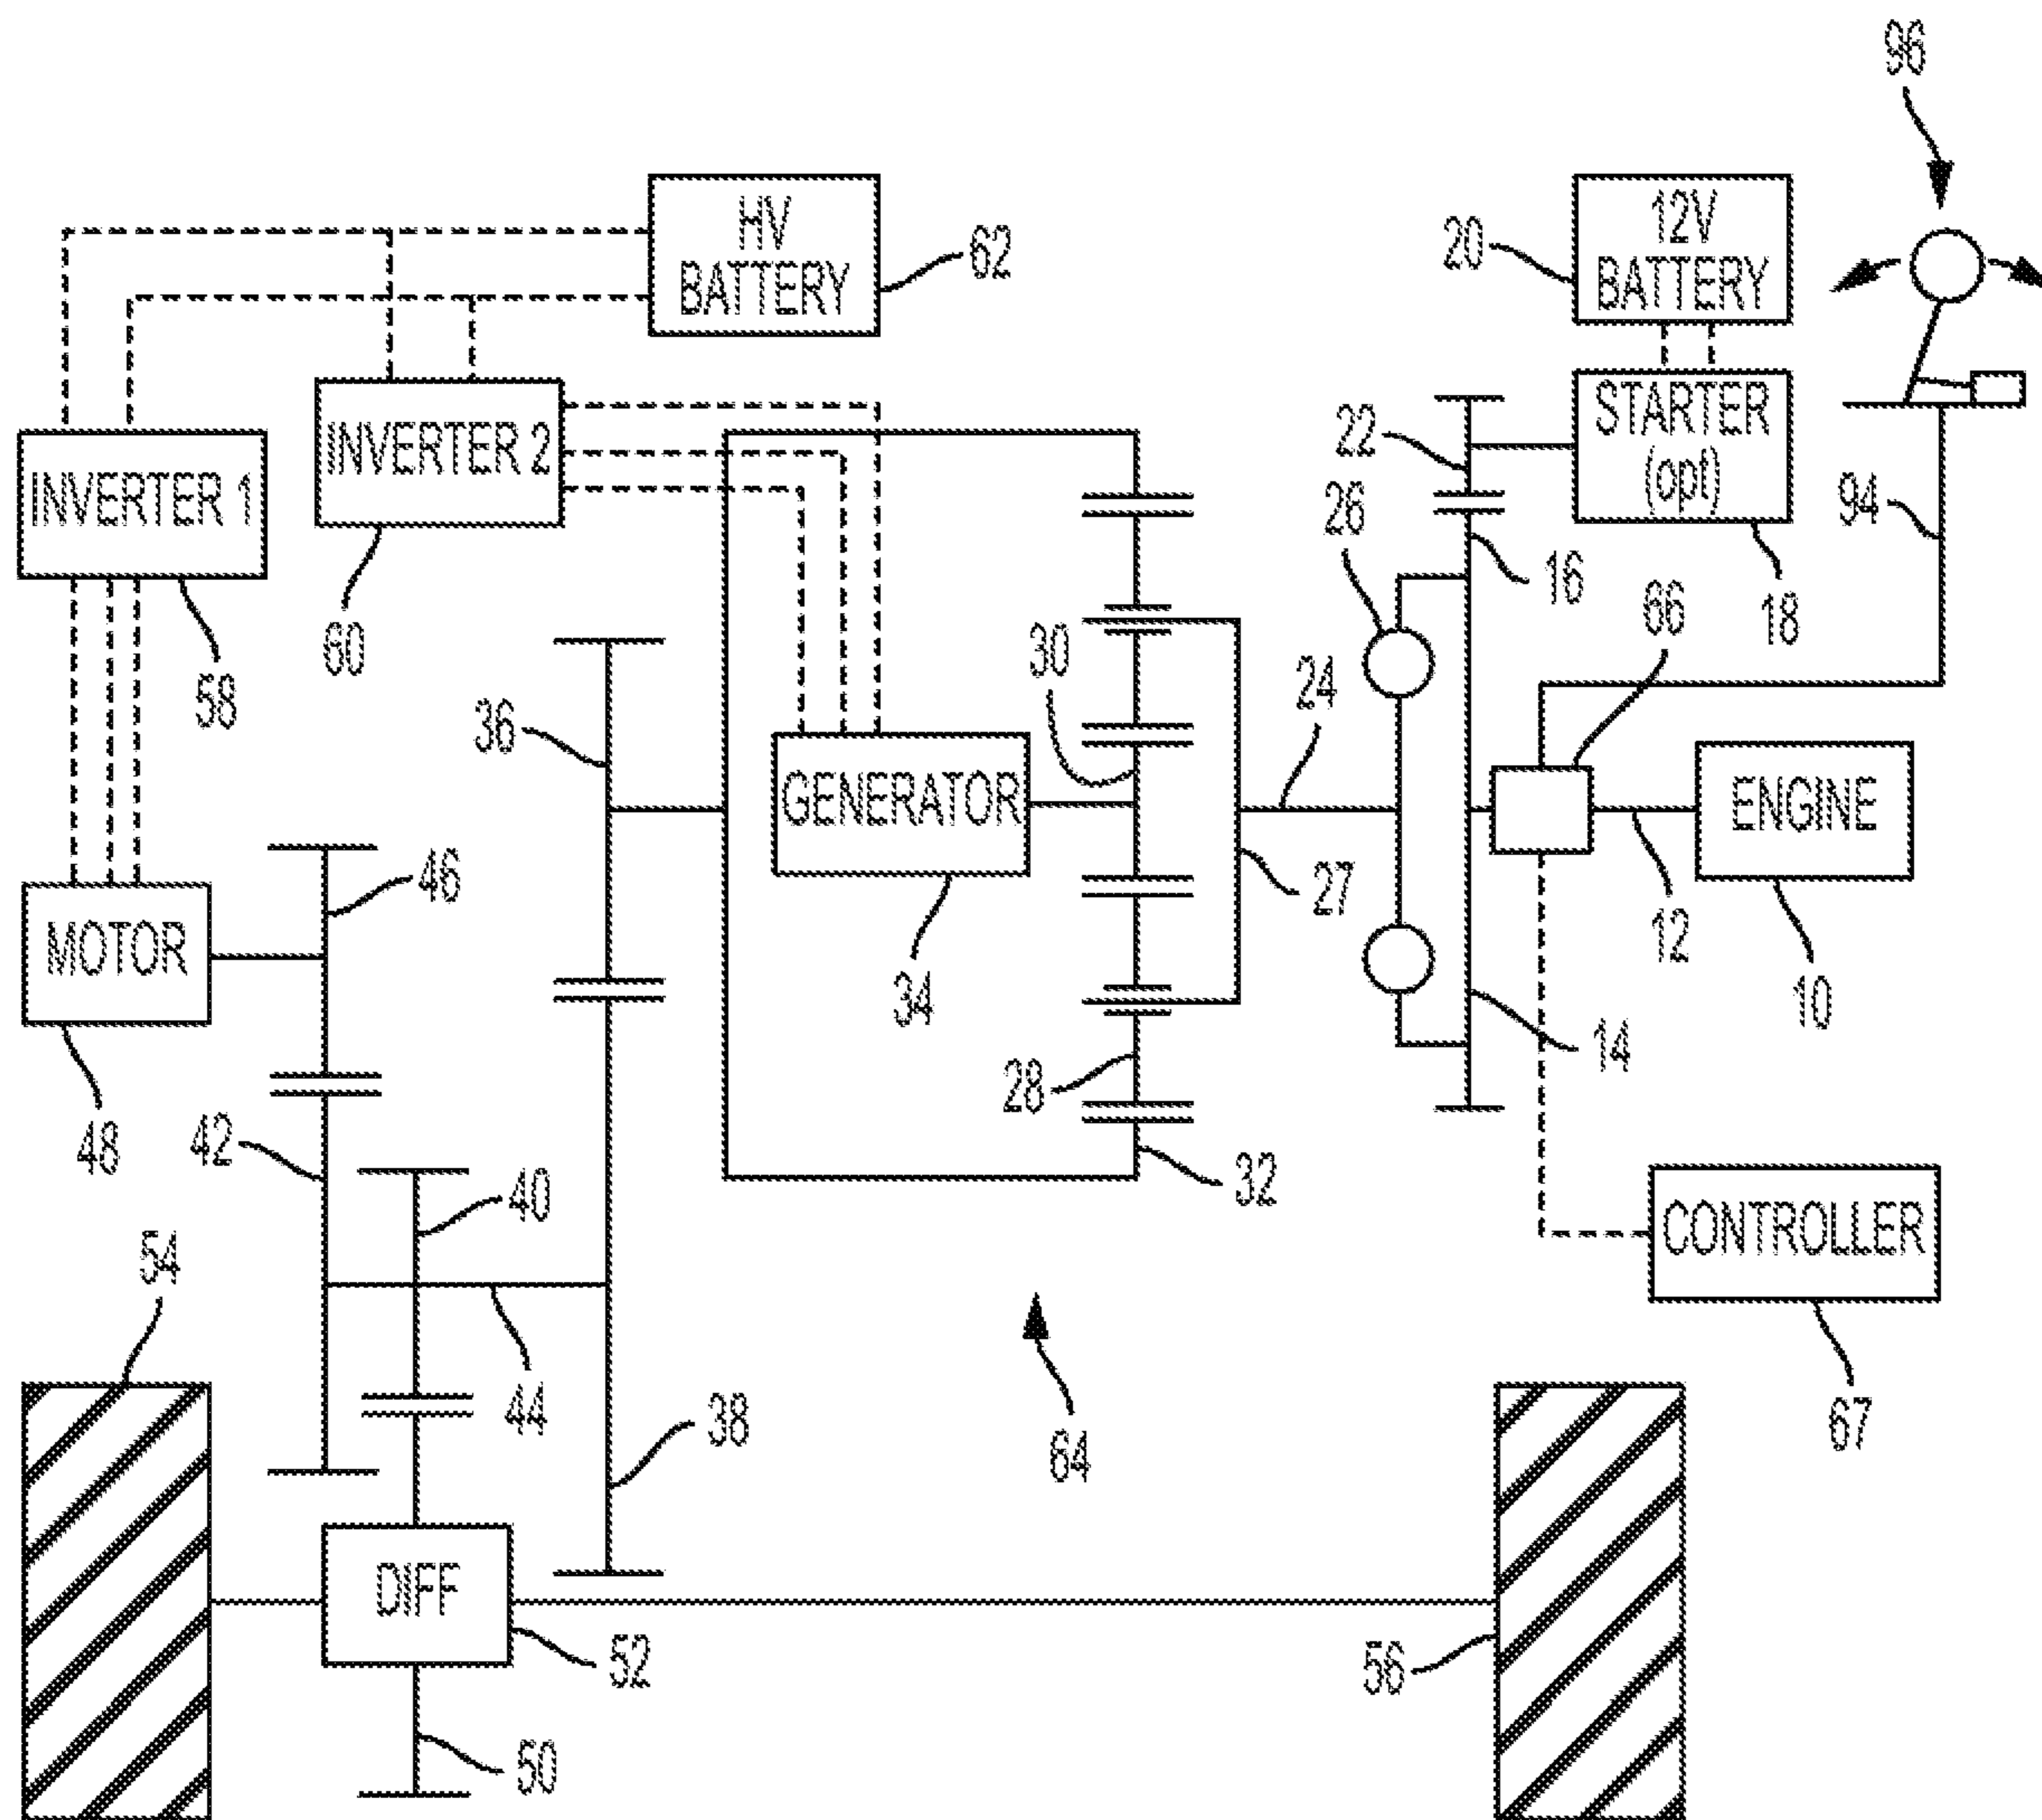 96
HV
BATTERY
62
20
12V
BATTERY
22
STARTER
(opt)
INVERTER 2
INVERTER 1
26
94
16
18
66
60
58
30
24
36
GENERATOR
ENGINE
46
27
12
MOTOR
34
10
14
28
48
42
40
32
CONTROLLER
54
44
38
64
67
DIFF
52
56
50